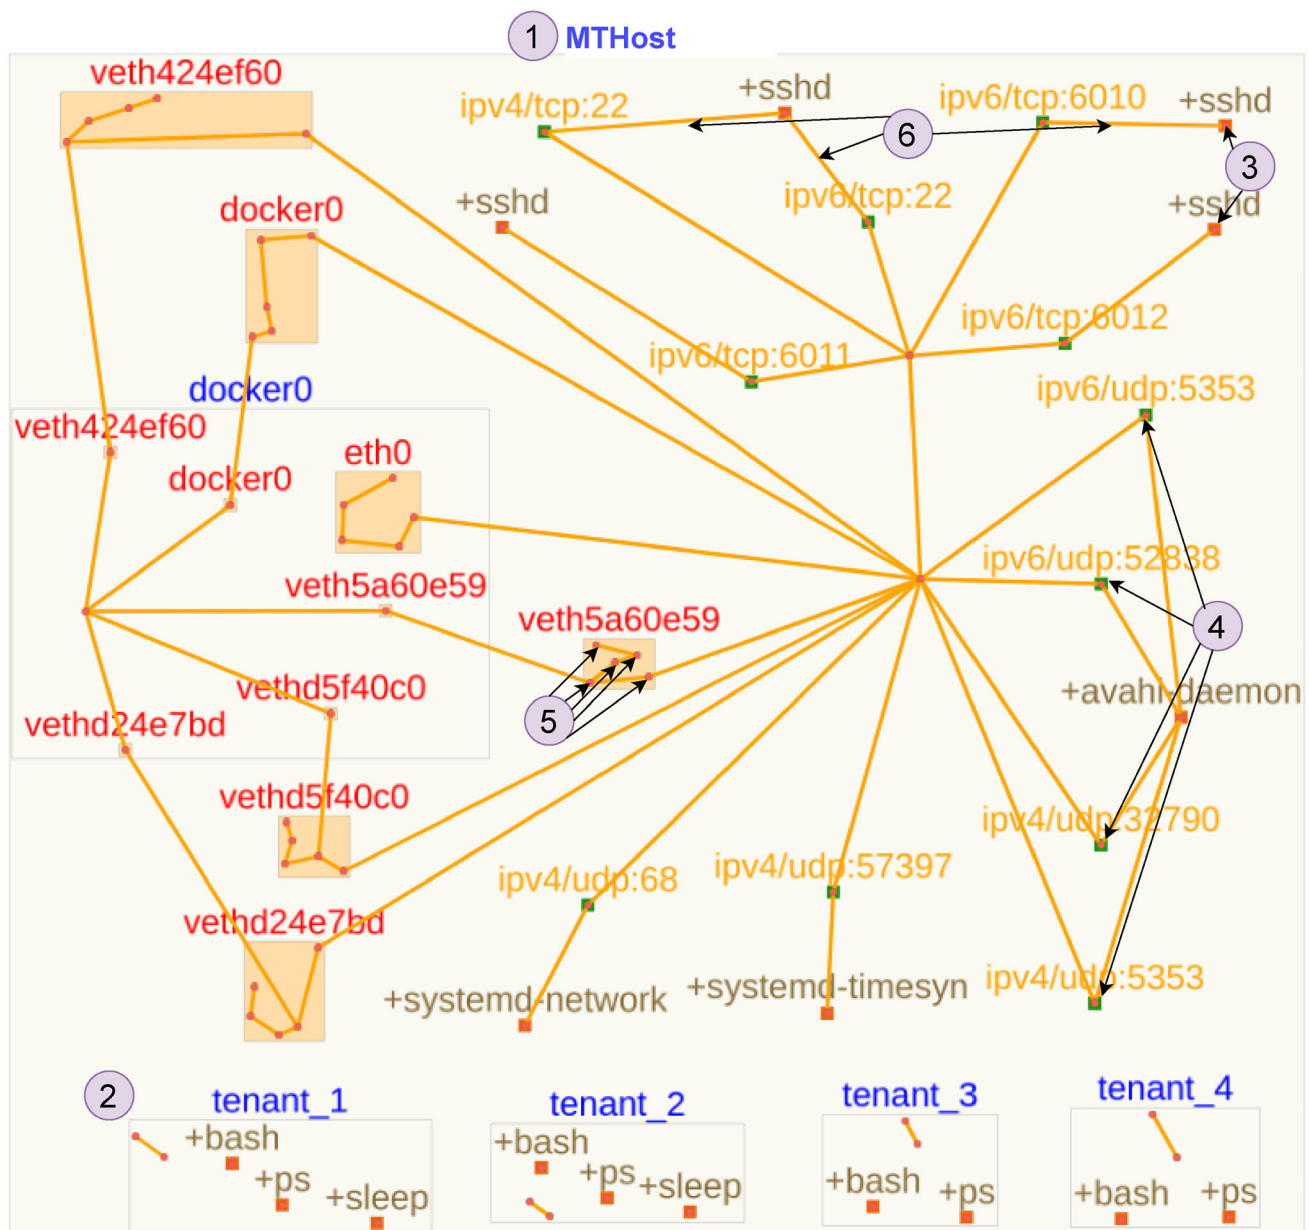 1 MTHost
veth424ef60
ipv4/tcp:22
+sshd
ipv6/tcp:6010
+sshd
6
3
docker0
+sshd
ipv6/tcp:22
+sshd
ipv6/tcp:6012
ipv6/tcp:6011
docker0
ipv6/udp:5353
veth424ef60
eth0
docker0
veth5a60e59
ipv6/udp:52838
veth5a60e59
4
vethd5f40c0
+avahi-daemon
5
vethd24e7bd
vethd5f40c0
ipv4/udp:32790
ipv4/udp:68
ipv4/udp:57397
vethd24e7bd
+systemd-network
+systemd-timesyn
ipv4/udp:5353
2
tenant_1
tenant_2
tenant_3
tenant_4
+bash
+ps
+sleep
+bash
+ps
+sleep
+bash
+ps
+bash
+ps